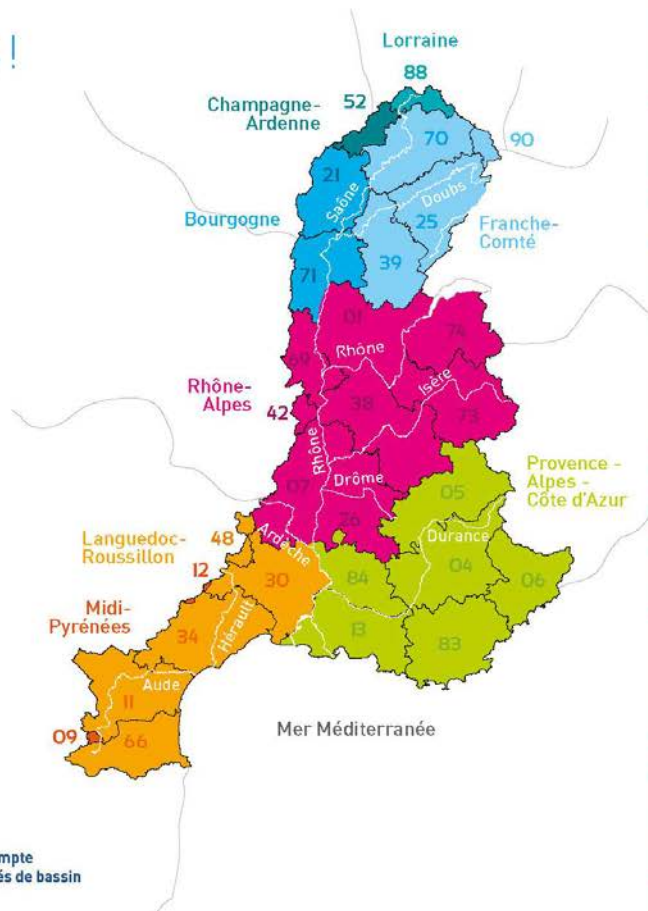 !
Lorraine
88
52
Champagne-
Ardenne
70
90
21
Saône
Doubs
Bourgogne
25
Franche-
Comté
71
39
01
74
69
Rhône
Isère
Rhône-
Alpes
42
38
73
Rhône
Provence -
Alpes -
Côte d'Azur
07
Drôme
05
26
Ardèche
Durance
Languedoc-
Roussillon
48
12
30
84
04
06
Midi-
Pyrénées
34
Hérault
13
83
Aude
11
09
66
Mer Méditerranée
mpte
és de bassin